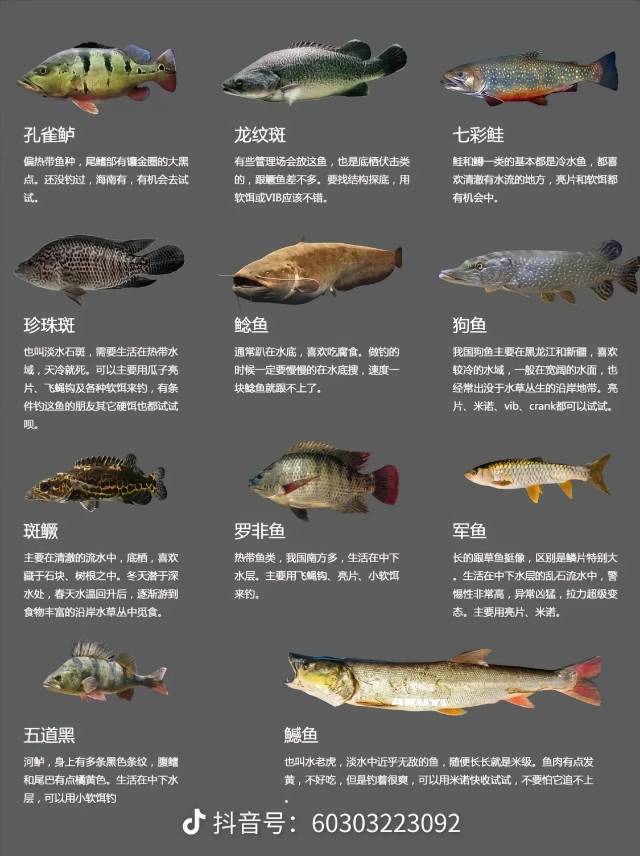 孔雀鲈
偏热带鱼种，尾鳍部有镶金圈的大黑
点。还没钓过，海南有，有机会去试
试。
龙纹斑
有些管理场会放这鱼，也是底栖伏击类
的，跟鳜鱼差不多。要找结构探底，用
软饵或VIB应该不错。
七彩鲑
鲑和鳟一类的基本都是冷水鱼，都喜
欢清澈有水流的地方，亮片和软饵都
有机会中。
珍珠斑
也叫淡水石斑，需要生活在热带水
域，天冷就死。可以主要用瓜子亮
片、飞蝇钩及各种软饵来钓，有条
件钓这鱼的朋友其它硬饵也都试试
呗。
鲶鱼
通常趴在水底，喜欢吃腐食。做钓的
时候一定要慢慢的在水底搜，速度一
块鲶鱼就跟不上了。
狗鱼
我国狗鱼主要在黑龙江和新疆，喜欢
较冷的水域，一般在宽阔的水面，也
经常出没于水草丛生的沿岸地带。亮
片、米诺、vib、crank都可以试试。
斑鳜
主要在清澈的流水中，底栖，喜欢
藏于石块、树根之中。冬天潜于深
水处，春天水温回升后，逐渐游到
食物丰富的沿岸水草丛中觅食。
罗非鱼
热带鱼类，我国南方多，生活在中下
水层。主要用飞蝇钩、亮片、小软饵
来钓。
军鱼
长的跟草鱼挺像，区别是鳞片特别大
。生活在中下水层的乱石流水中，警
惕性非常高，异常凶猛，拉力超级变
态。主要用亮片、米诺。
五道黑
河鲈，身上有多条黑色条纹，腹鳍
和尾巴有点橘黄色。生活在中下水
层，可以用小软饵钓
鳡鱼
也叫水老虎，淡水中近乎无敌的鱼，随便长长就是米级。鱼肉有点发
黄，不好吃，但是钓着很爽，可以用米诺快收试试，不要怕它追不上
。
抖音号：60303223092